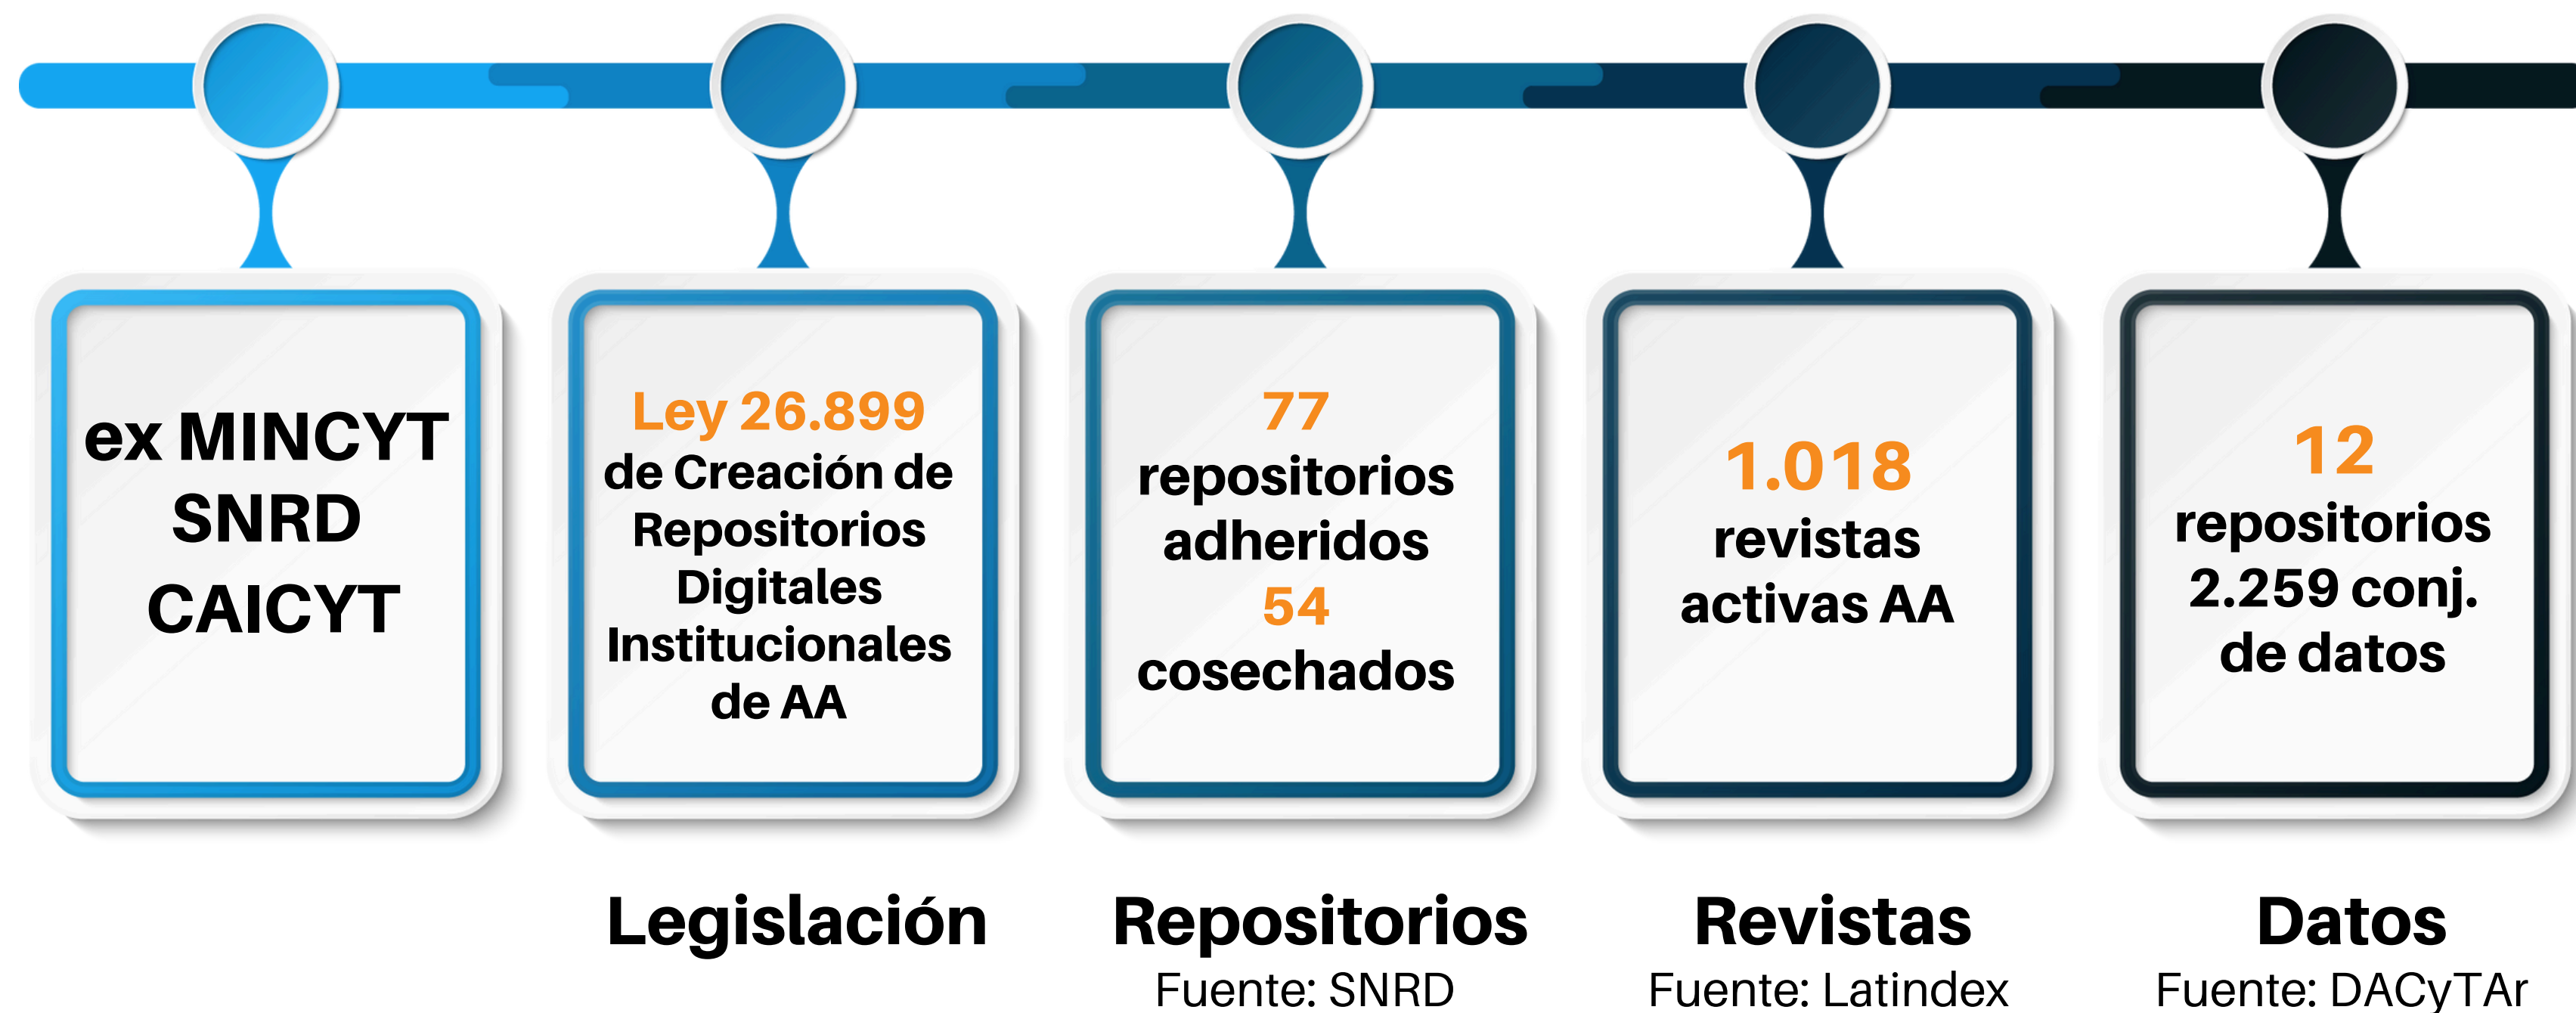 ex MINCYT
SNRD
CAICYT
Ley 26.899
de Creación de
Repositorios
Digitales
Institucionales
de AA
77
repositorios
adheridos
54
cosechados
1.018
revistas
activas AA
12
repositorios
2.259 conj.
de datos
Legislación
Repositorios
Fuente: SNRD
Revistas
Fuente: Latindex
Datos
Fuente: DACyTAr